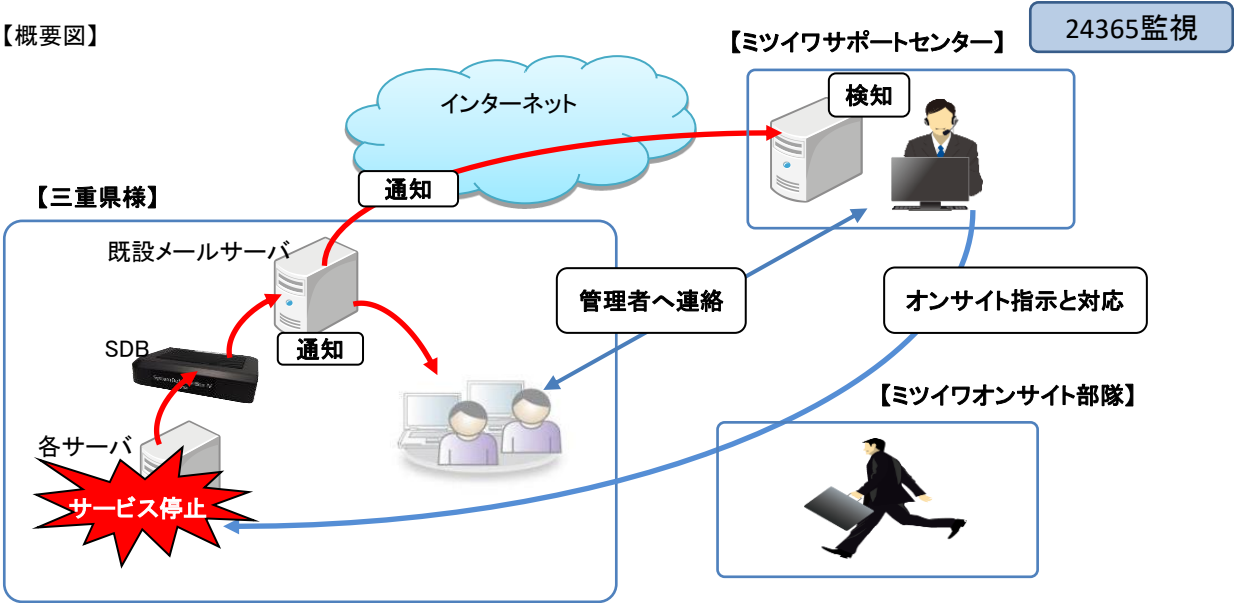 【概要図】
24365監視
【ミツイワサポートセンター】
インターネット
検知
通知
【三重県様】
既設メールサーバ
管理者へ連絡
オンサイト指示と対応
SDB
通知
【ミツイワオンサイト部隊】
各サーバ
サービス停止